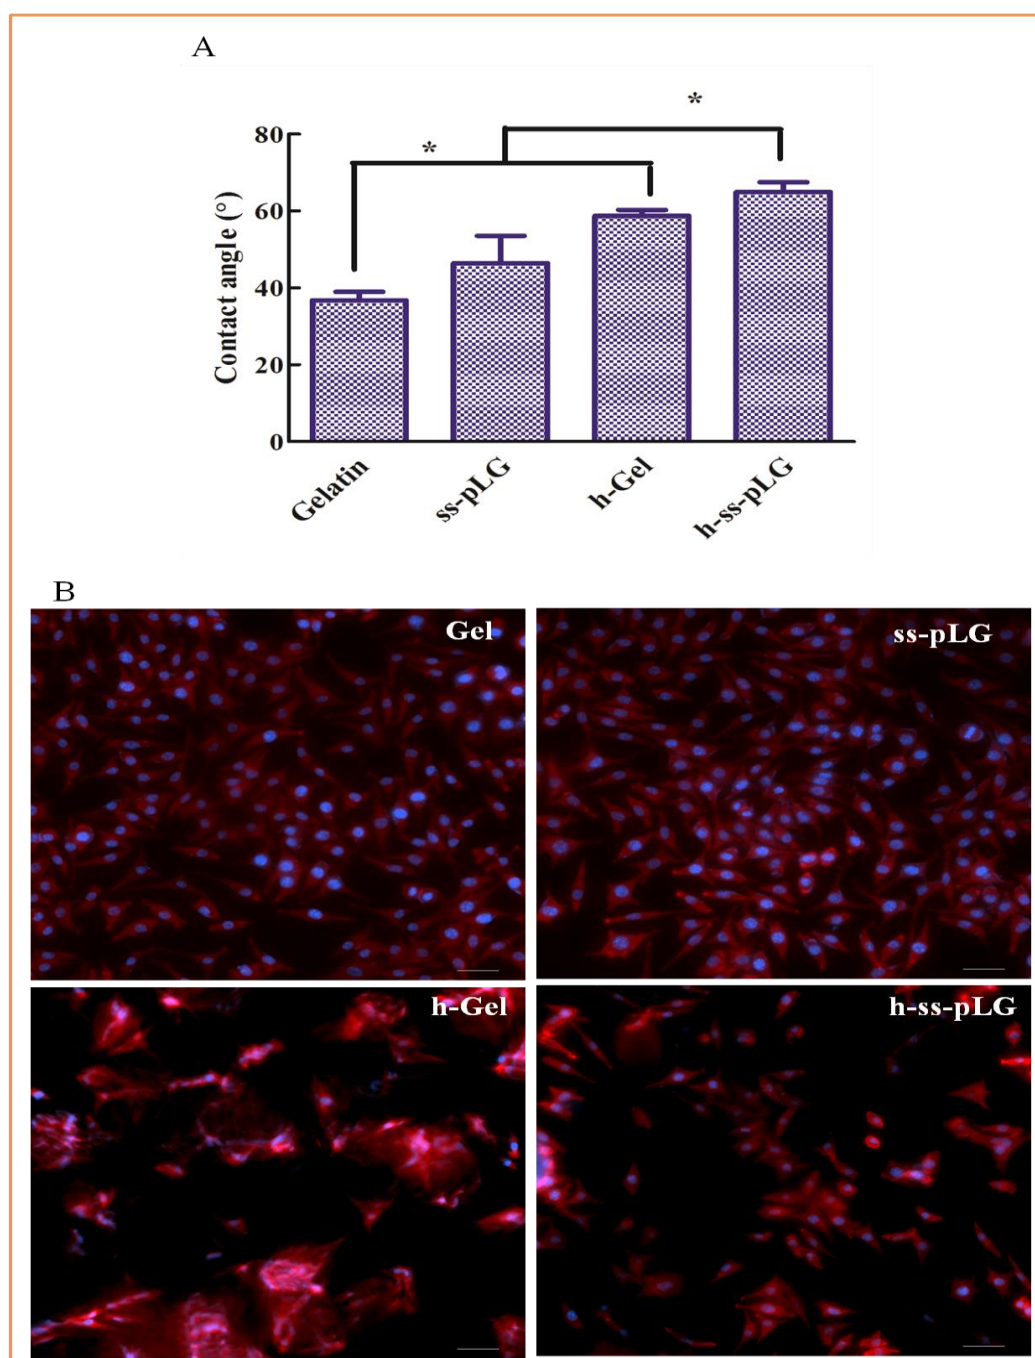 A
*
*
80
60
40
20
0
Contact angle (°)
Gelatin
ss-pLG
h-Gel
h-ss-pLG
B
Gel
ss-pLG
h-Gel
h-ss-pLG